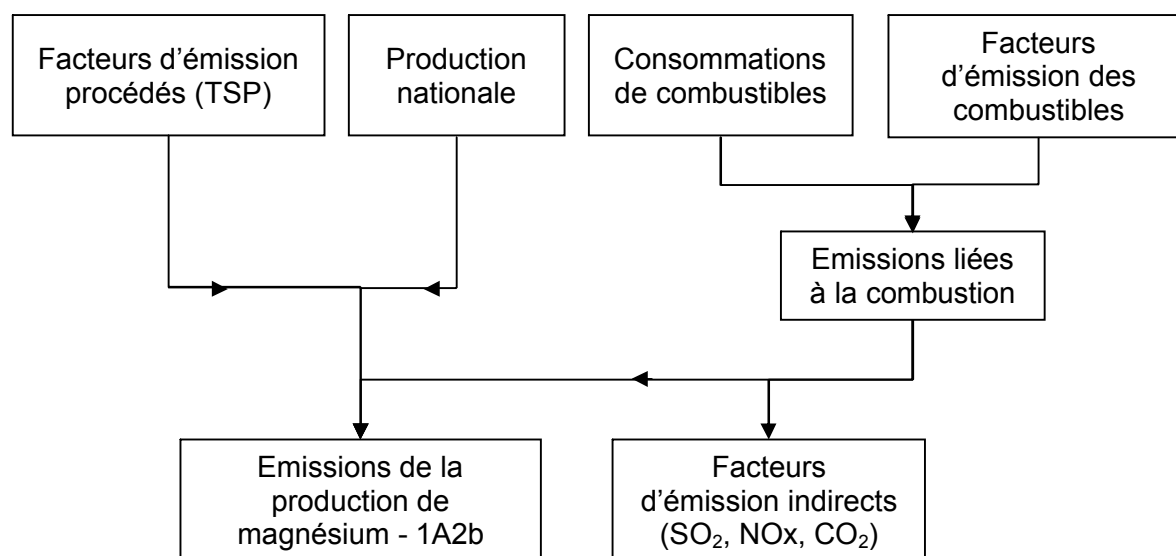 Facteurs d'émission
procédés (TSP)
Production
nationale
Consommations
de combustibles
Facteurs
d'émission des
combustibles
Emissions liées
à la combustion
Emissions de la
production de
magnésium - 1A2b
Facteurs
d'émission indirects
(SO₂, NOx, CO₂)